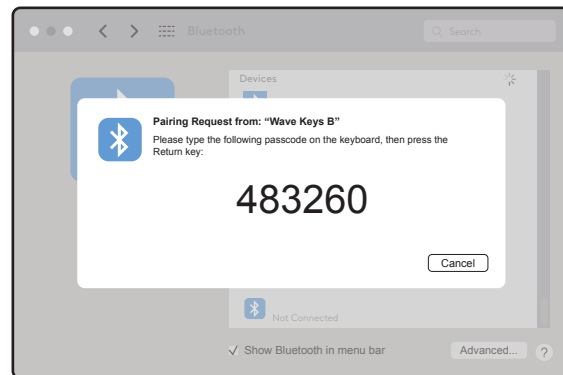 Bluetooth
Search
Devices
Pairing Request from: “Wave Keys B”
Please type the following passcode on the keyboard, then press the
Return key:
483260
Cancel
Not Connected
Show Bluetooth in menu bar
Advanced...
?